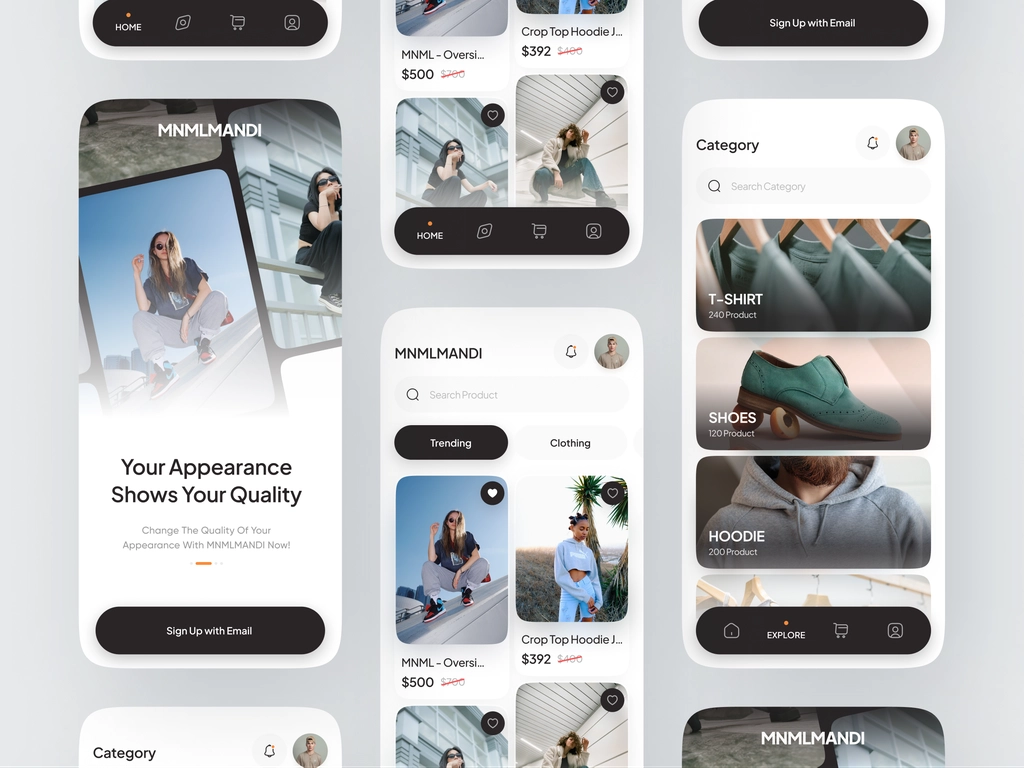 HOME
MNMLMANDI
Your Appearance
Shows Your Quality
Change The Quality Of Your
Appearance With MNMLMANDI Now!
Sign Up with Email
Category
MNML - Oversi...
$500 $700
Crop Top Hoodie J...
$392 $400
HOME
MNMLMANDI
Search Product
Trending
Clothing
MNML - Oversi...
$500 $700
Crop Top Hoodie J...
$392 $400
Sign Up with Email
Category
Search Category
T-SHIRT
240 Product
SHOES
120 Product
HOODIE
200 Product
EXPLORE
MNMLMANDI